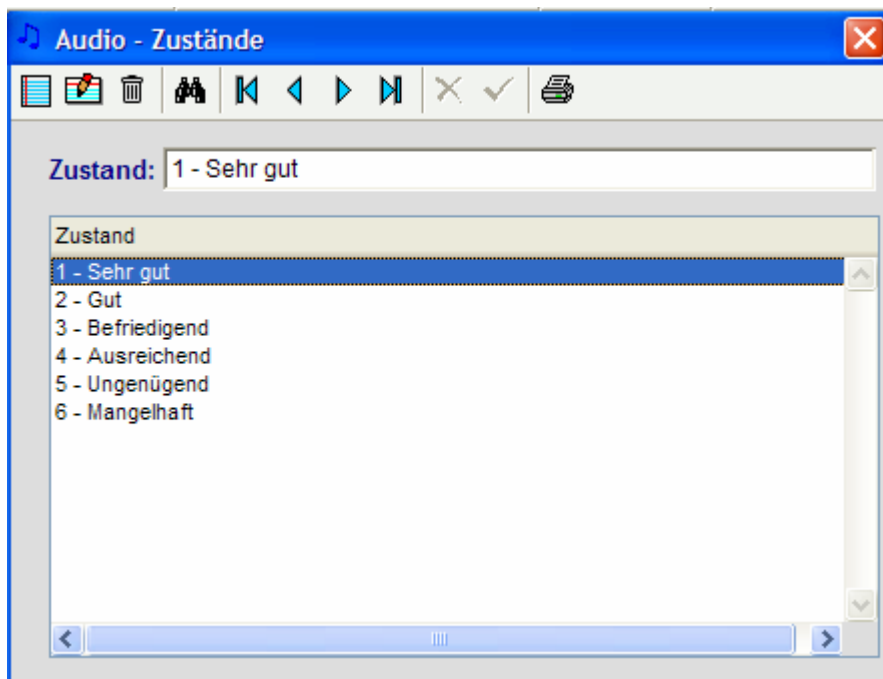 Audio - Zustände
Zustand: 1 - Sehr gut
Zustand
1 - Sehr gut
2 - Gut
3 - Befriedigend
4 - Ausreichend
5 - Ungenügend
6 - Mangelhaft